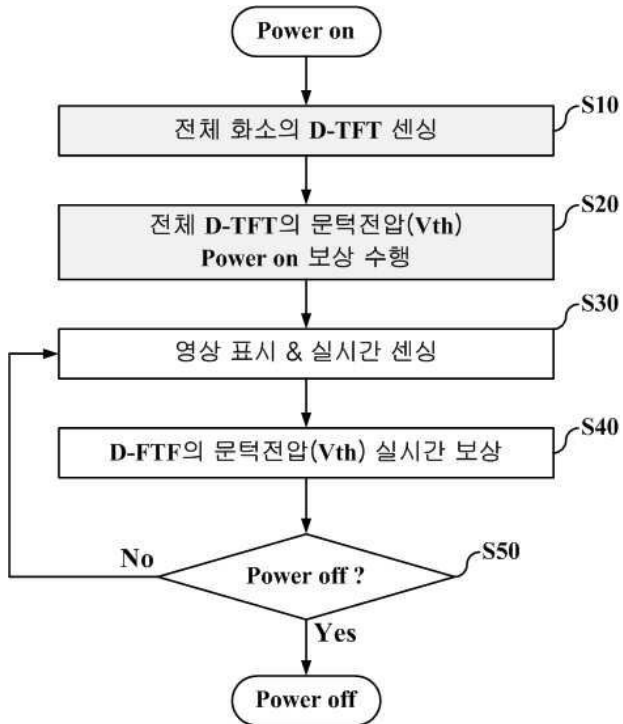 Power on
전체 화소의 D-TFT 센싱
S10
전체 D-TFT의 문턱전압(Vth)
Power on 보상 수행
S20
영상 표시 & 실시간 센싱
S30
D-FTF의 문턱전압(Vth) 실시간 보상
S40
Power off ?
S50
No
Yes
Power off